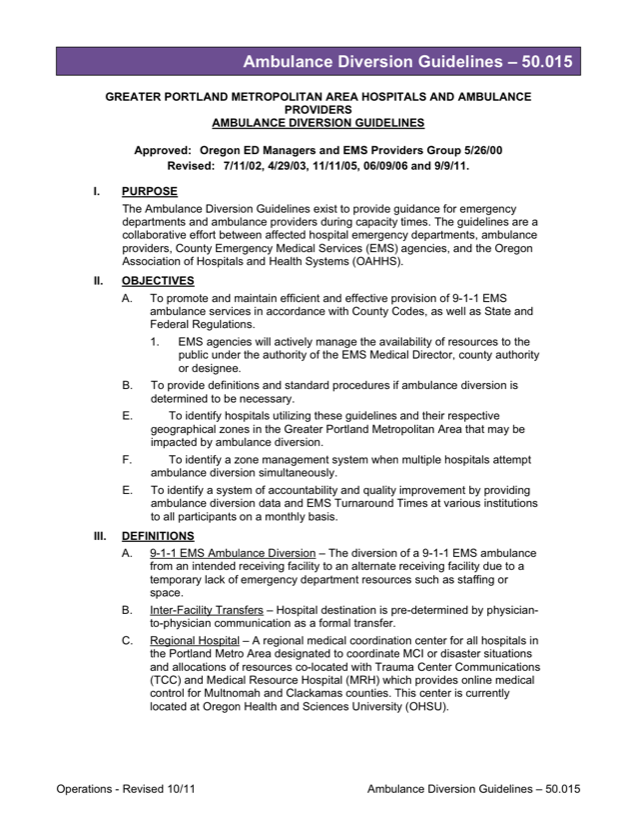 Ambulance Diversion Guidelines – 50.015
GREATER PORTLAND METROPOLITAN AREA HOSPITALS AND AMBULANCE
PROVIDERS
AMBULANCE DIVERSION GUIDELINES
Approved: Oregon ED Managers and EMS Providers Group 5/26/00
Revised: 7/11/02, 4/29/03, 11/11/05, 06/09/06 and 9/9/11.
I. PURPOSE
The Ambulance Diversion Guidelines exist to provide guidance for emergency
departments and ambulance providers during capacity times. The guidelines are a
collaborative effort between affected hospital emergency departments, ambulance
providers, County Emergency Medical Services (EMS) agencies, and the Oregon
Association of Hospitals and Health Systems (OAHHS).
II. OBJECTIVES
A. To promote and maintain efficient and effective provision of 9-1-1 EMS
ambulance services in accordance with County Codes, as well as State and
Federal Regulations.
1. EMS agencies will actively manage the availability of resources to the
public under the authority of the EMS Medical Director, county authority
or designee.
B. To provide definitions and standard procedures if ambulance diversion is
determined to be necessary.
E. To identify hospitals utilizing these guidelines and their respective
geographical zones in the Greater Portland Metropolitan Area that may be
impacted by ambulance diversion.
F. To identify a zone management system when multiple hospitals attempt
ambulance diversion simultaneously.
E. To identify a system of accountability and quality improvement by providing
ambulance diversion data and EMS Turnaround Times at various institutions
to all participants on a monthly basis.
III. DEFINITIONS
A. 9-1-1 EMS Ambulance Diversion – The diversion of a 9-1-1 EMS ambulance
from an intended receiving facility to an alternate receiving facility due to a
temporary lack of emergency department resources such as staffing or
space.
B. Inter-Facility Transfers – Hospital destination is pre-determined by physician-
to-physician communication as a formal transfer.
C. Regional Hospital – A regional medical coordination center for all hospitals in
the Portland Metro Area designated to coordinate MCI or disaster situations
and allocations of resources co-located with Trauma Center Communications
(TCC) and Medical Resource Hospital (MRH) which provides online medical
control for Multnomah and Clackamas counties. This center is currently
located at Oregon Health and Sciences University (OHSU).
Operations - Revised 10/11 Ambulance Diversion Guidelines – 50.015